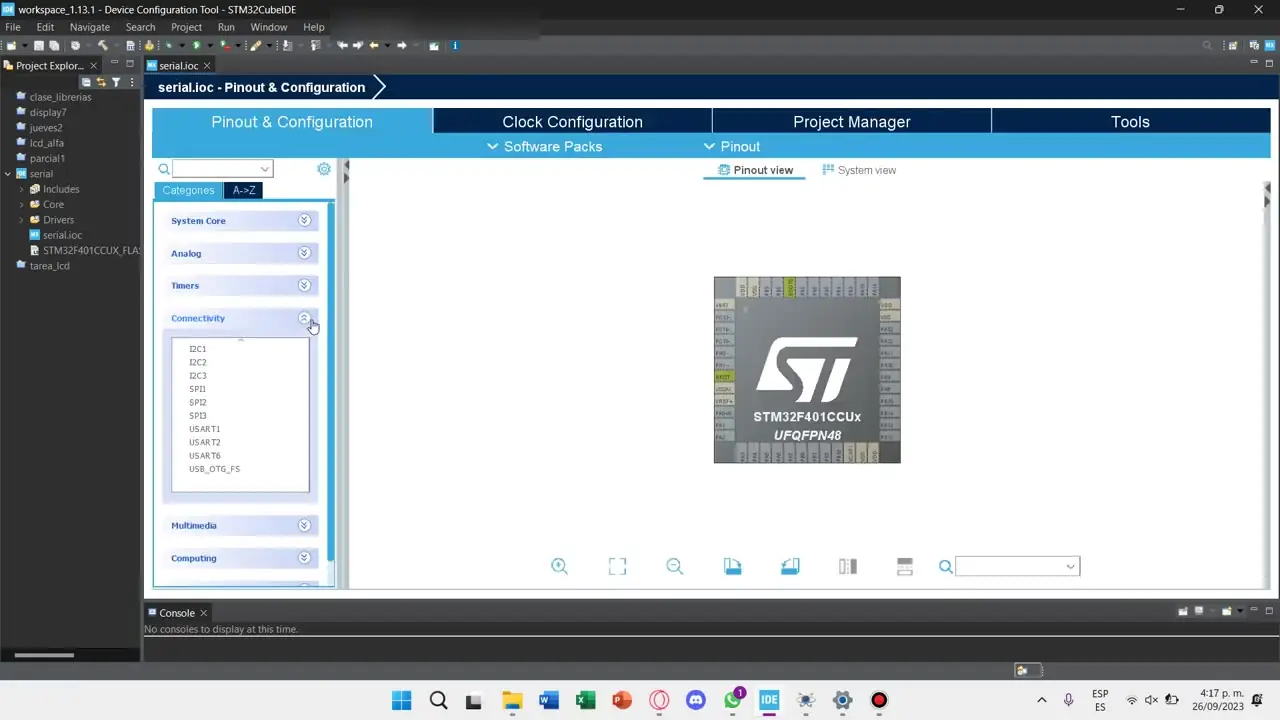 workspace_1.13.1 - Device Configuration Tool - STM32CubeIDE
File Edit Navigate Search Project Run Window Help
Project Explor...
serial.ioc
serial.ioc - Pinout & Configuration
Pinout & Configuration
Clock Configuration
Project Manager
Tools
Software Packs
Pinout
Pinout view
System view
clase_librerias
display7
jueves2
lcd_alfa
parcial1
serial
Includes
Core
Drivers
serial.ioc
STM32F401CCUX_FLA
tarea_lcd
Categories
A->Z
System Core
Analog
Timers
Connectivity
I2C1
I2C2
I2C3
SPI1
SPI2
SPI3
USART1
USART2
USART6
USB_OTG_FS
Multimedia
Computing
STM32F401CCUx
UFQFPN48
Console
No consoles to display at this time.
IDE
1
ESP
ES
4:17 p. m.
26/09/2023